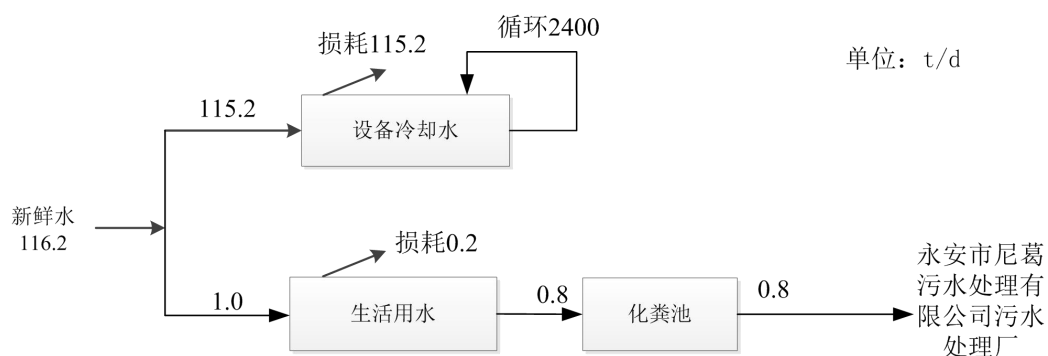 循环2400
损耗115.2
单位：t/d
115.2
设备冷却水
新鲜水
116.2
损耗0.2
1.0
生活用水
0.8
化粪池
0.8
永安市尼葛
污水处理有
限公司污水
处理厂